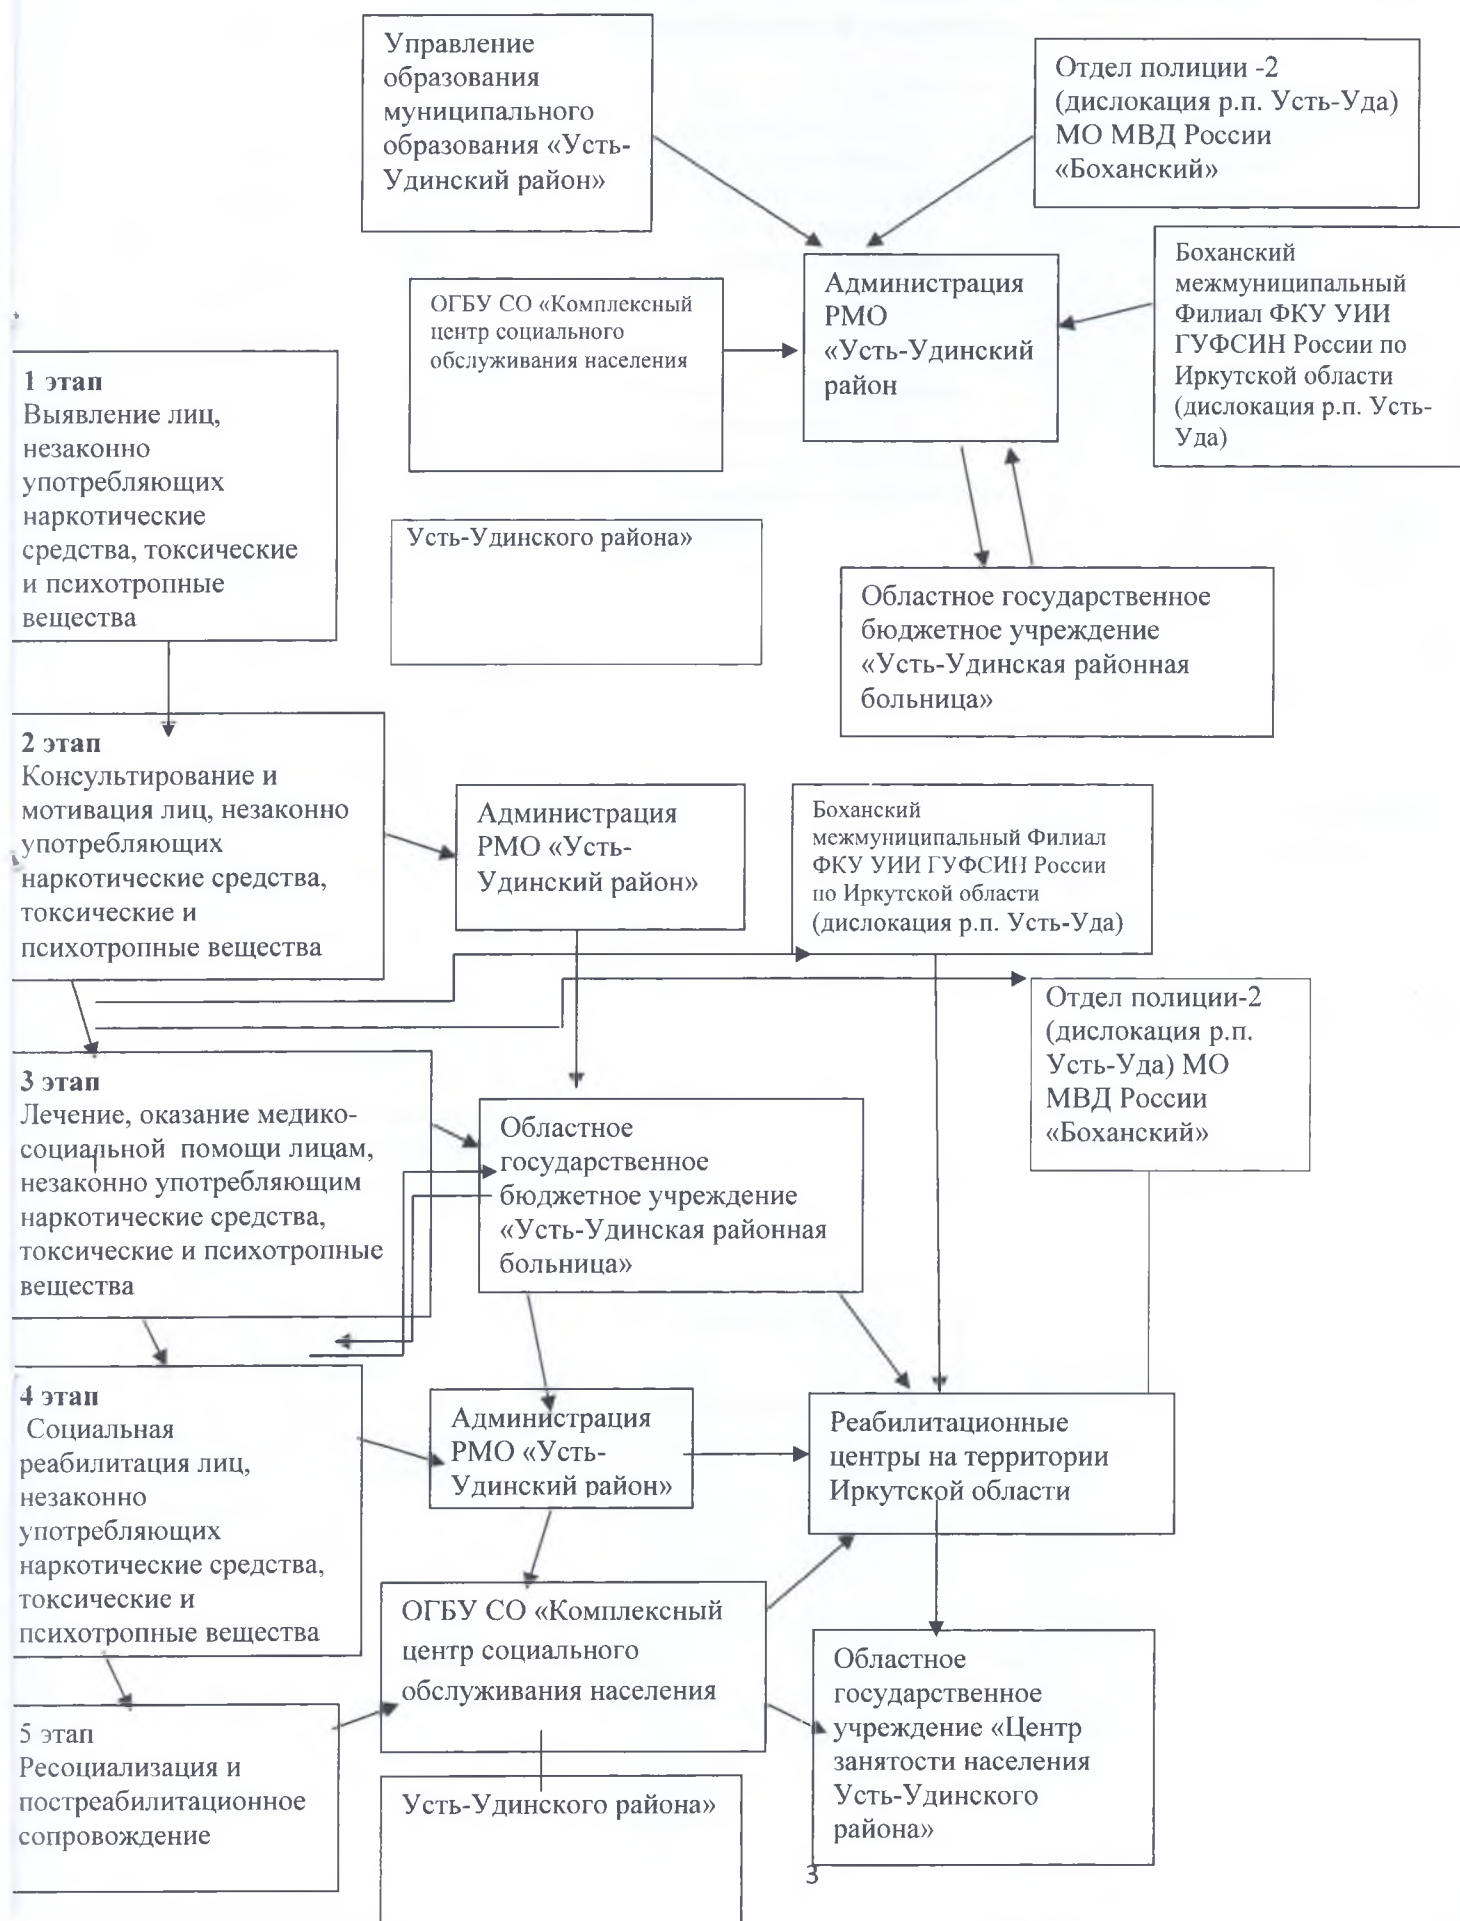 Управление
образования
муниципального
образования «Усть-
Удинский район»
Отдел полиции -2
(дислокация р.п. Усть-Уда)
МО МВД России
«Боханский»
ОГБУ СО «Комплексный
центр социального
обслуживания населения
Администрация
РМО
«Усть-Удинский
район
Боханский
межмуниципальный
Филиал ФКУ УИИ
ГУФСИН России по
Иркутской области
(дислокация р.п. Усть-
Уда)
1 этап
Выявление лиц,
незаконно
употребляющих
наркотические
средства, токсические
и психотропные
вещества
Усть-Удинского района»
Областное государственное
бюджетное учреждение
«Усть-Удинская районная
больница»
2 этап
Консультирование и
мотивация лиц, незаконно
употребляющих
наркотические средства,
токсические и
психотропные вещества
Администрация
РМО «Усть-
Удинский район»
Боханский
межмуниципальный Филиал
ФКУ УИИ ГУФСИН России
по Иркутской области
(дислокация р.п. Усть-Уда)
Отдел полиции-2
(дислокация р.п.
Усть-Уда) МО
МВД России
«Боханский»
3 этап
Лечение, оказание медико-
социальной помощи лицам,
незаконно употребляющим
наркотические средства,
токсические и психотропные
вещества
Областное
государственное
бюджетное учреждение
«Усть-Удинская районная
больница»
4 этап
Социальная
реабилитация лиц,
незаконно
употребляющих
наркотические средства,
токсические и
психотропные вещества
Администрация
РМО «Усть-
Удинский район»
Реабилитационные
центры на территории
Иркутской области
ОГБУ СО «Комплексный
центр социального
обслуживания населения
Областное
государственное
учреждение «Центр
занятости населения
Усть-Удинского
района»
5 этап
Ресоциализация и
постреабилитационное
сопровождение
Усть-Удинского района»
3